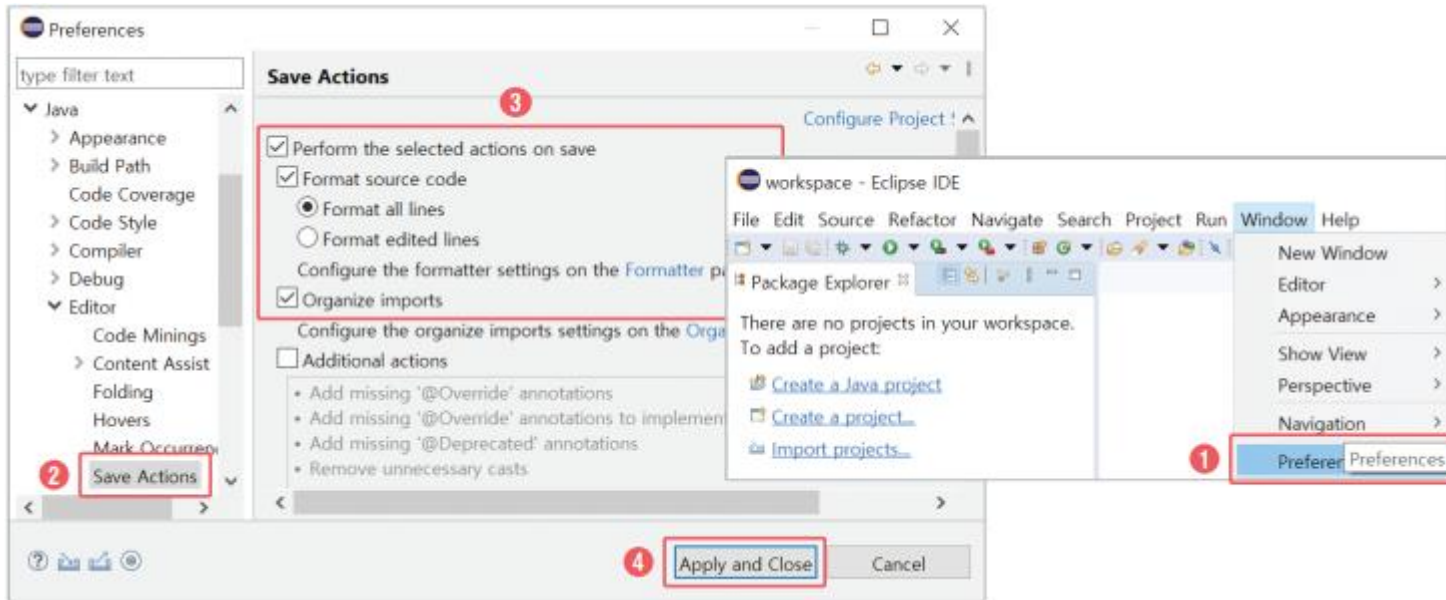 Preferences
type filter text
Java
Appearance
Build Path
Code Coverage
Code Style
Compiler
Debug
Editor
Code Minings
Content Assist
Folding
Hovers
Mark
2
Save Actions
Save Actions
3
Configure Project
Perform the selected actions on save
Format source code
Format all lines
Format edited lines
Configure the formatter settings on the Formatter
Organize imports
Configure the organize imports settings on the
Additional actions
• Add missing '@Override' annotations
• Add missing '@Override' annotations to
• Add missing '@Deprecated' annotations
• Remove unnecessary casts
4
Apply and Close
Cancel
workspace - Eclipse IDE
File Edit Source Refactor Navigate Search Project Run Window Help
Package Explorer
There are no projects in your workspace.
To add a project:
Create a Java project
Create a project...
Import projects...
New Window
Editor
Appearance
Show View
Perspective
Navigation
1
Preferences